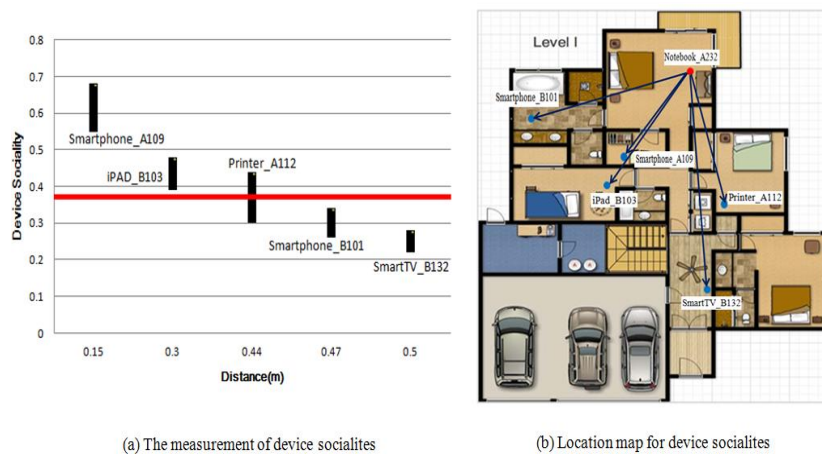 0.8
0.7
0.6
0.5
0.4
0.3
0.2
0.1
0
Device Sociality
Smartphone_A109
iPAD_B103
Printer_A112
Smartphone_B101
SmartTV_B132
0.15 0.3 0.44 0.47 0.5
Distance(m)
(a) The measurement of device socialites
Level I
Notebook_A232
Smartphone_B101
Smartphone_A109
iPad_B103
Printer_A112
SmartTV_B132
(b) Location map for device socialites